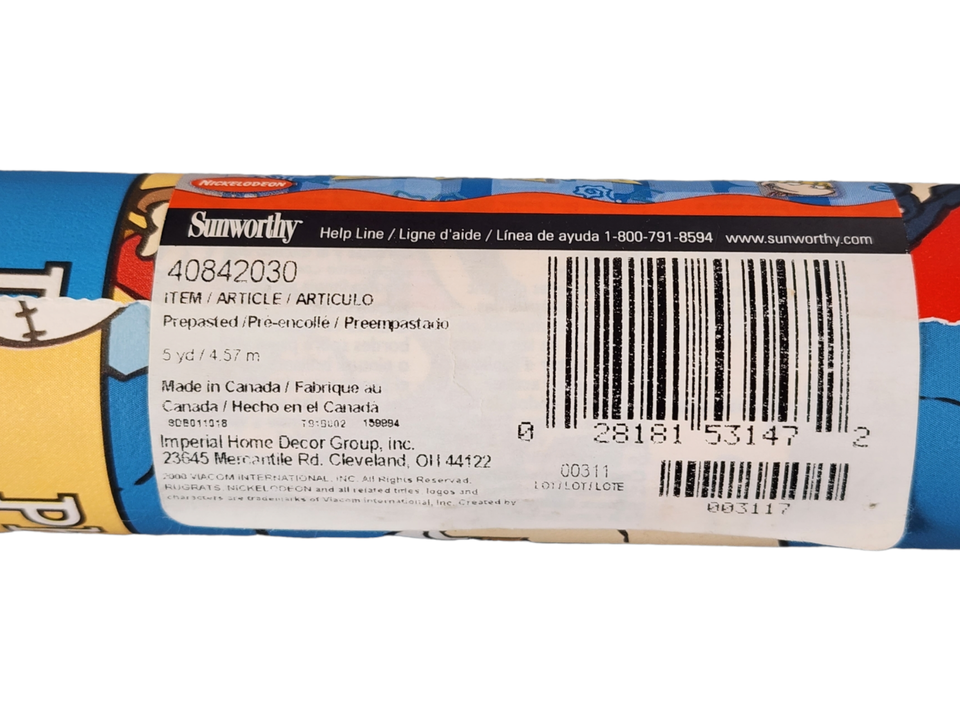 NICKELODEON
Sunworthy
Help Line / Ligne d'aide / Línea de ayuda 1-800-791-8594 www.sunworthy.com
40842030
ITEM / ARTICLE / ARTICULO
Prepasted /Pré-encollé / Preempastado
5 yd / 4.57 m
Made in Canada / Fabrique au
Canada / Hecho en el Canadá
159994
Imperial Home Decor Group, inc.
23645 Mercantile Rd. Cleveland, OH 44122
2000 VIACOM INTERNATIONAL, INC. All Rights Reserved.
RUGRATS, NICKELODEON and all related titles, logos and
characters are trademarks of Viacom International, Inc. Created by
0 28181 53147 2
00311
LOT/LOT/LOTE
003117